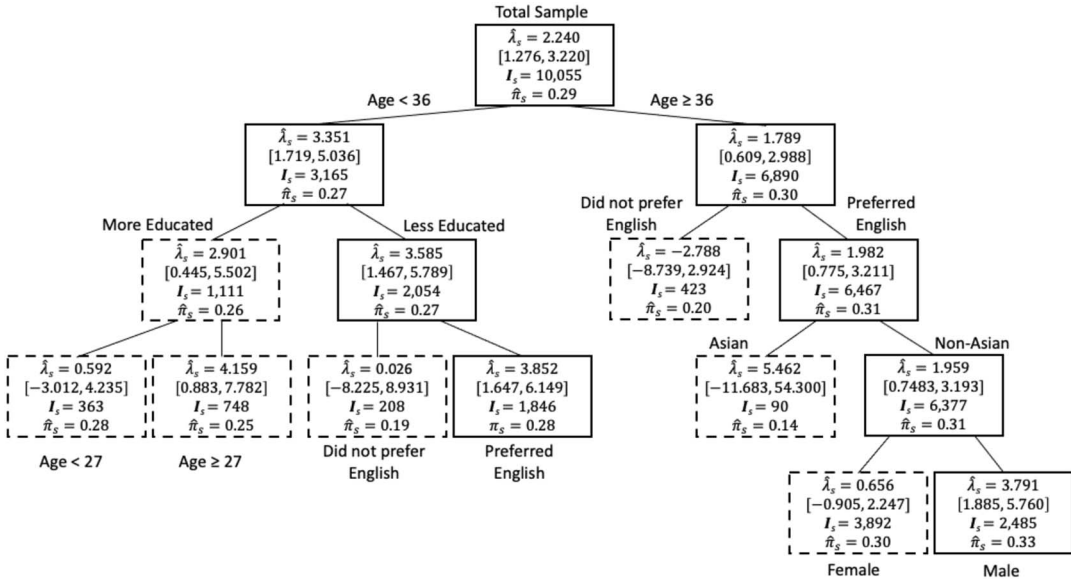 Total Sample
λ̂ₛ = 2.240
[1.276, 3.220]
Iₛ = 10,055
π̂ₛ = 0.29
Age < 36
Age ≥ 36
λ̂ₛ = 3.351
[1.719, 5.036]
Iₛ = 3,165
π̂ₛ = 0.27
λ̂ₛ = 1.789
[0.609, 2.988]
Iₛ = 6,890
π̂ₛ = 0.30
More Educated
Less Educated
Did not prefer
English
Preferred
English
λ̂ₛ = 2.901
[0.445, 5.502]
Iₛ = 1,111
π̂ₛ = 0.26
λ̂ₛ = 3.585
[1.467, 5.789]
Iₛ = 2,054
π̂ₛ = 0.27
λ̂ₛ = −2.788
[−8.739, 2.924]
Iₛ = 423
π̂ₛ = 0.20
λ̂ₛ = 1.982
[0.775, 3.211]
Iₛ = 6,467
π̂ₛ = 0.31
Asian
Non-Asian
λ̂ₛ = 0.592
[−3.012, 4.235]
Iₛ = 363
π̂ₛ = 0.28
λ̂ₛ = 4.159
[0.883, 7.782]
Iₛ = 748
π̂ₛ = 0.25
λ̂ₛ = 0.026
[−8.225, 8.931]
Iₛ = 208
π̂ₛ = 0.19
λ̂ₛ = 3.852
[1.647, 6.149]
Iₛ = 1,846
πₛ = 0.28
λ̂ₛ = 5.462
[−11.683, 54.300]
Iₛ = 90
π̂ₛ = 0.14
λ̂ₛ = 1.959
[0.7483, 3.193]
Iₛ = 6,377
π̂ₛ = 0.31
Age < 27
Age ≥ 27
Did not prefer
English
Preferred
English
λ̂ₛ = 0.656
[−0.905, 2.247]
Iₛ = 3,892
π̂ₛ = 0.30
λ̂ₛ = 3.791
[1.885, 5.760]
Iₛ = 2,485
π̂ₛ = 0.33
Female
Male